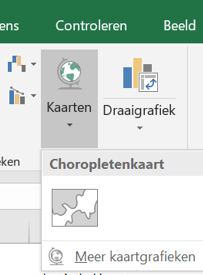 ens Controleren Beeld
Kaarten Draaigrafiek
eken
Choropletenkaart
Meer kaartgrafieken